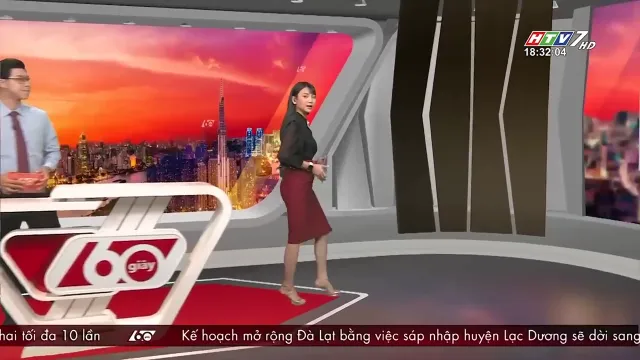 HTV7 HD
18:32:04
60 giây
hai tối đa 10 lần 60 Kế hoạch mở rộng Đà Lạt bằng việc sáp nhập huyện Lạc Dương sẽ dời sang